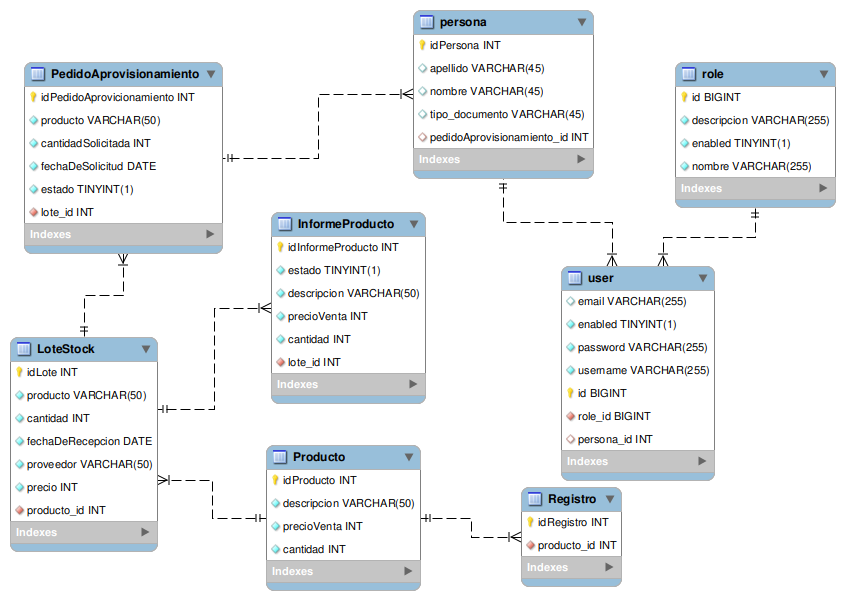 persona
idPersona INT
apellido VARCHAR(45)
nombre VARCHAR(45)
tipo_documento VARCHAR(45)
pedidoAprovisionamiento_id INT
Indexes
PedidoAprovisionamiento
idPedidoAprovicionamiento INT
producto VARCHAR(50)
cantidadSolicitada INT
fechaDeSolicitud DATE
estado TINYINT(1)
lote_id INT
Indexes
role
id BIGINT
descripcion VARCHAR(255)
enabled TINYINT(1)
nombre VARCHAR(255)
Indexes
InformeProducto
idInformeProducto INT
estado TINYINT(1)
descripcion VARCHAR(50)
precioVenta INT
cantidad INT
lote_id INT
Indexes
user
email VARCHAR(255)
enabled TINYINT(1)
password VARCHAR(255)
username VARCHAR(255)
id BIGINT
role_id BIGINT
persona_id INT
Indexes
LoteStock
idLote INT
producto VARCHAR(50)
cantidad INT
fechaDeRecepcion DATE
proveedor VARCHAR(50)
precio INT
producto_id INT
Indexes
Producto
idProducto INT
descripcion VARCHAR(50)
precioVenta INT
cantidad INT
Indexes
Registro
idRegistro INT
producto_id INT
Indexes